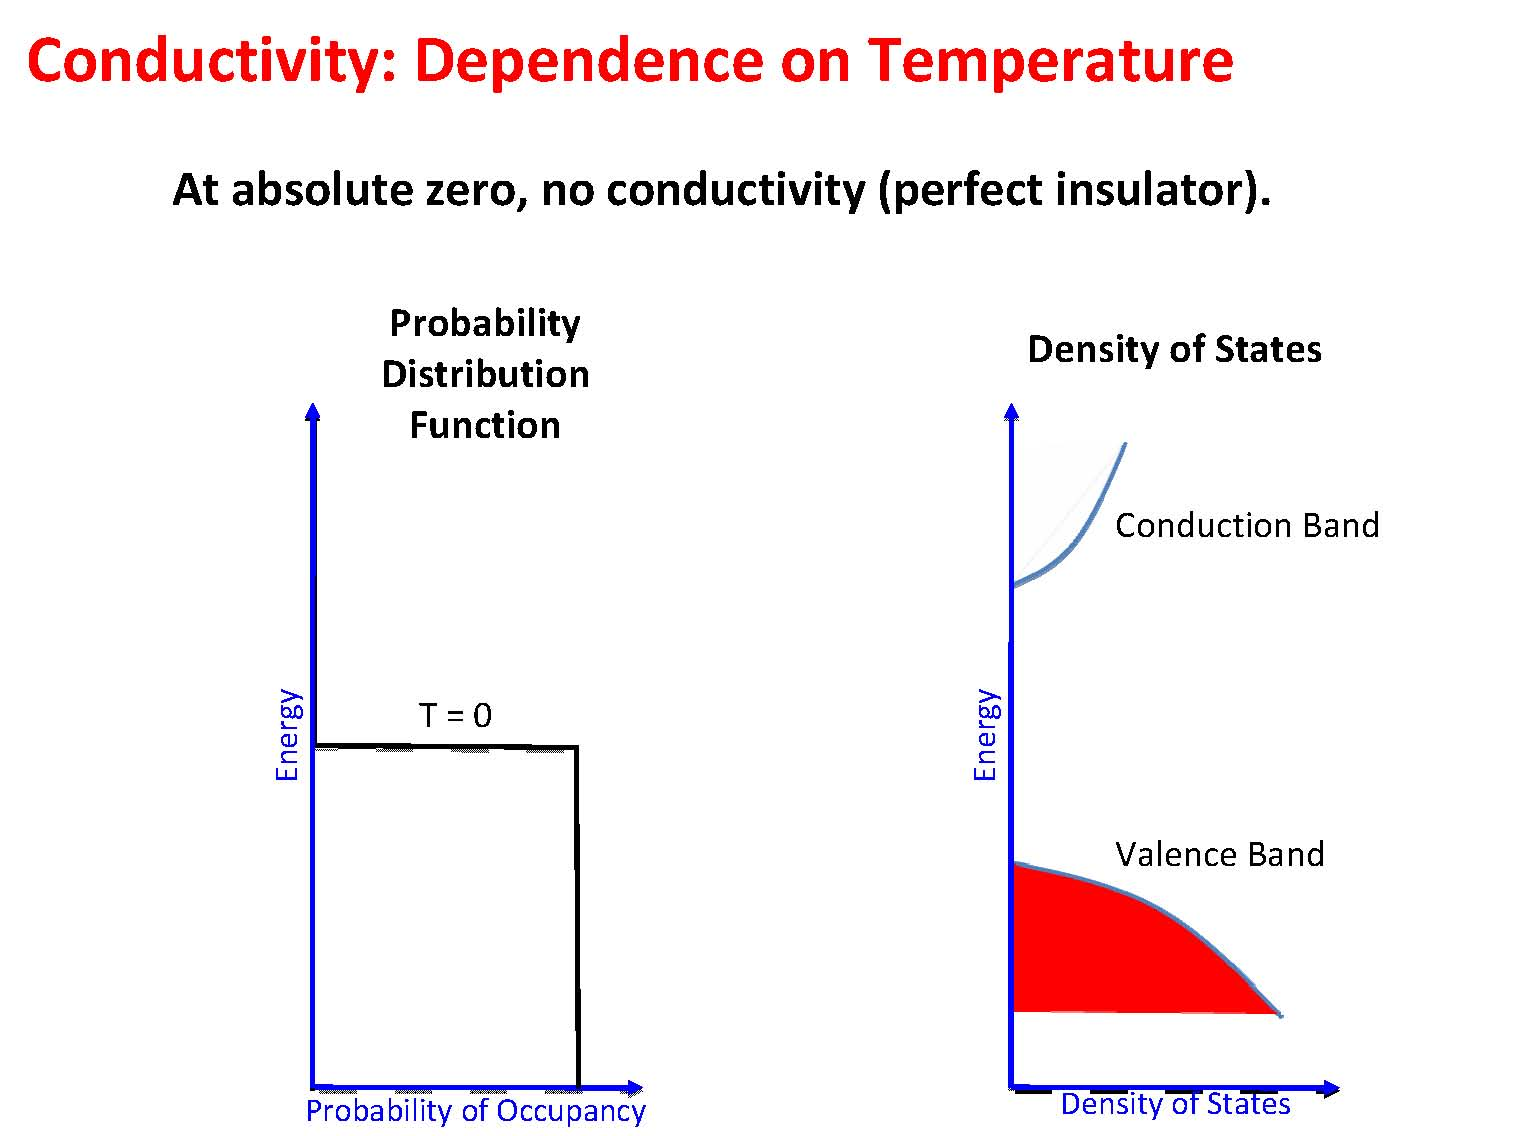 Conductivity: Dependence on Temperature
At absolute zero, no conductivity (perfect insulator).
Probability
Distribution
Function
Energy
T = 0
Probability of Occupancy
Density of States
Conduction Band
Energy
Valence Band
Density of States